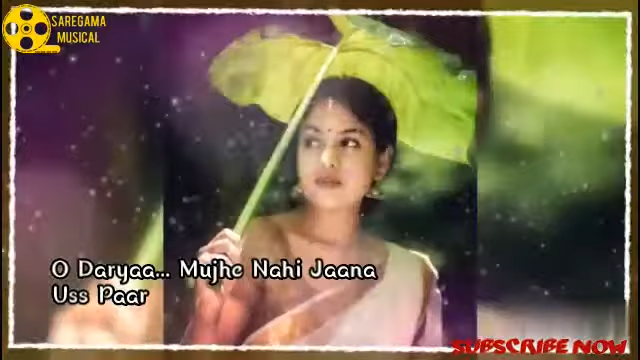 SAREGAMA
MUSICAL
O Daryaa... Mujhe Nahi Jaana
Uss Paar
SUBSCRIBE NOW